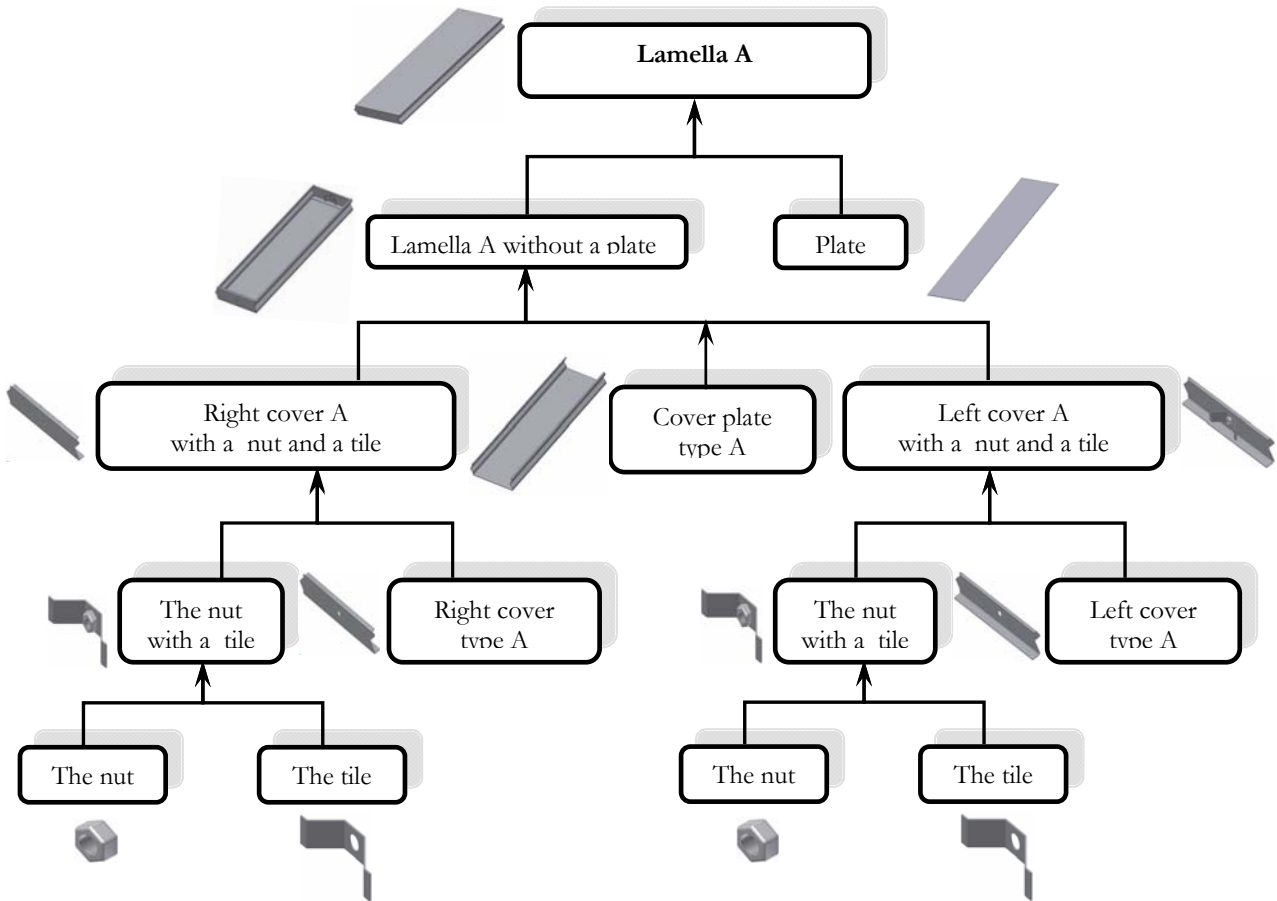 Lamella A
Lamella A without a plate
Plate
Right cover A
with a nut and a tile
Cover plate
type A
Left cover A
with a nut and a tile
The nut
with a tile
Right cover
type A
The nut
with a tile
Left cover
type A
The nut
The tile
The nut
The tile